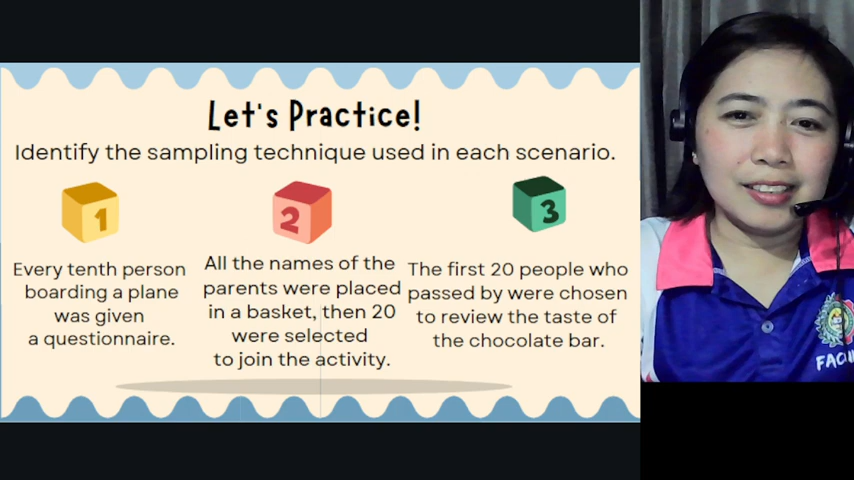 Let's Practice!
Identify the sampling technique used in each scenario.
1
Every tenth person
boarding a plane
was given
a questionnaire.
2
All the names of the
parents were placed
in a basket, then 20
were selected
to join the activity.
3
The first 20 people who
passed by were chosen
to review the taste of
the chocolate bar.